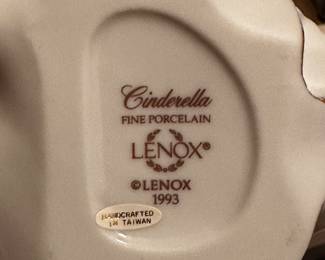 Cinderella
FINE PORCELAIN
LENOX®
©LENOX
1993
HANDCRAFTED
IN TAIWAN